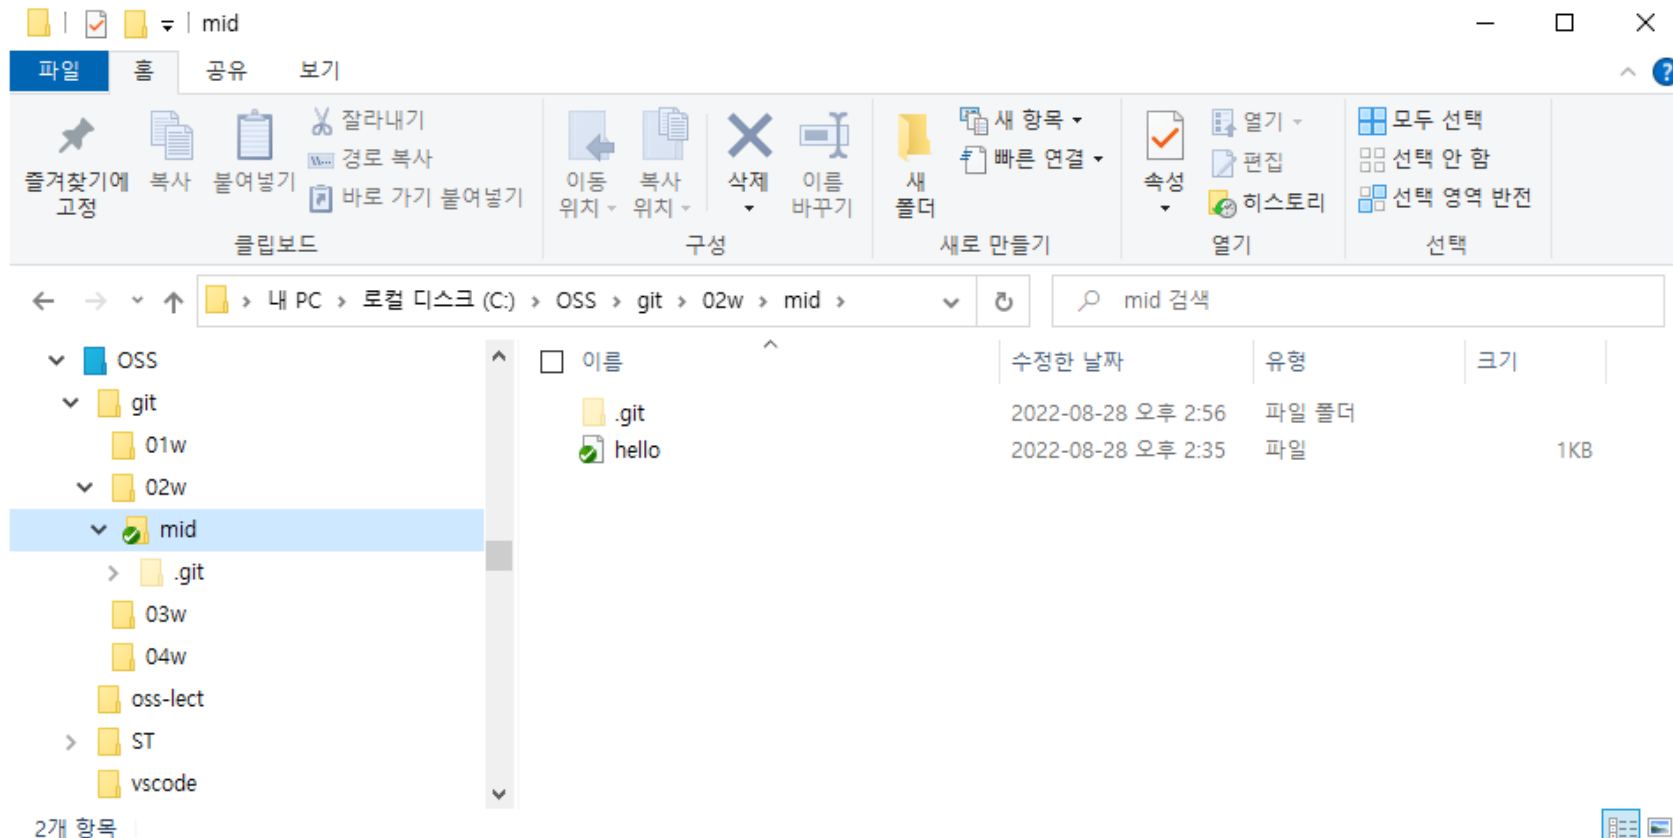 mid
파일 홈 공유 보기
즐겨찾기에 고정
복사
붙여넣기
잘라내기
경로 복사
바로 가기 붙여넣기
클립보드
이동 위치
복사 위치
삭제
이름 바꾸기
구성
새 폴더
새 항목
빠른 연결
새로 만들기
속성
열기
편집
히스토리
열기
모두 선택
선택 안 함
선택 영역 반전
선택
내 PC > 로컬 디스크 (C:) > OSS > git > 02w > mid >
mid 검색
OSS
git
01w
02w
mid
.git
03w
04w
oss-lect
ST
vscode
이름 수정한 날짜 유형 크기
.git 2022-08-28 오후 2:56 파일 폴더
hello 2022-08-28 오후 2:35 파일 1KB
2개 항목